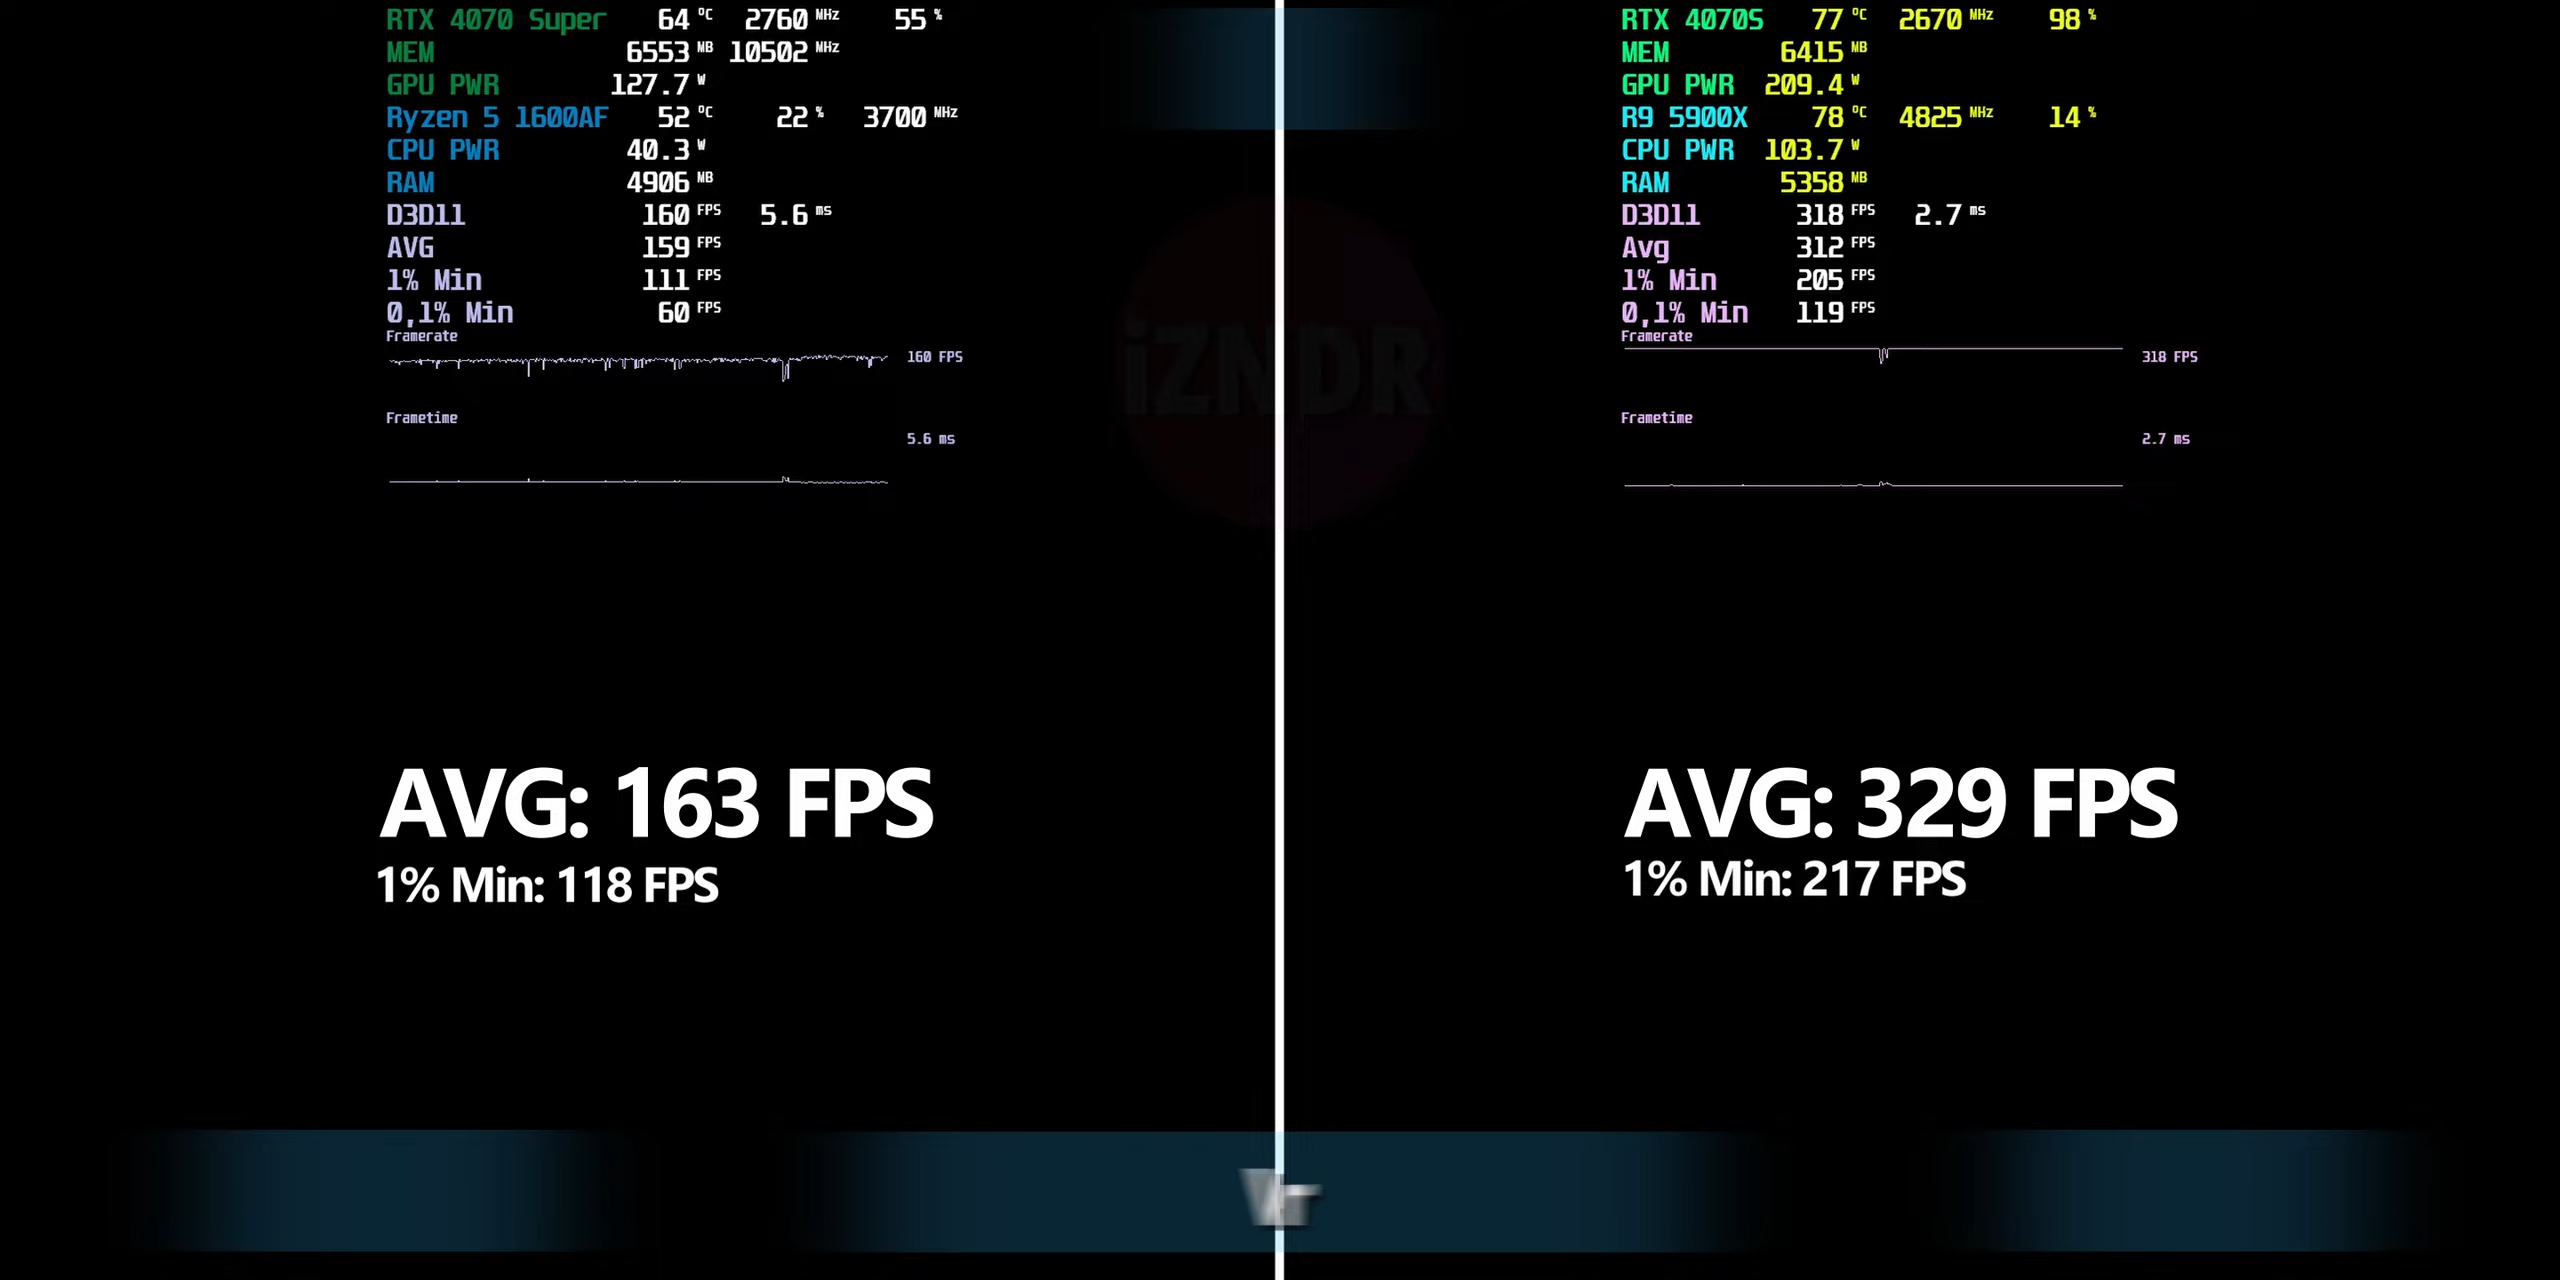 RTX 4070 Super 64 °C 2760 MHz 55 %
MEM 6553 MB 10502 MHz
GPU PWR 127.7 W
Ryzen 5 1600AF 52 °C 22 % 3700 MHz
CPU PWR 40.3 W
RAM 4906 MB
D3D11 160 FPS 5.6 ms
AVG 159 FPS
1% Min 111 FPS
0,1% Min 60 FPS
Framerate
160 FPS
Frametime
5.6 ms
AVG: 163 FPS
1% Min: 118 FPS
iZNDR
RTX 4070S 77 °C 2670 MHz 98 %
MEM 6415 MB
GPU PWR 209.4 W
R9 5900X 78 °C 4825 MHz 14 %
CPU PWR 103.7 W
RAM 5358 MB
D3D11 318 FPS 2.7 ms
Avg 312 FPS
1% Min 205 FPS
0,1% Min 119 FPS
Framerate
318 FPS
Frametime
2.7 ms
AVG: 329 FPS
1% Min: 217 FPS